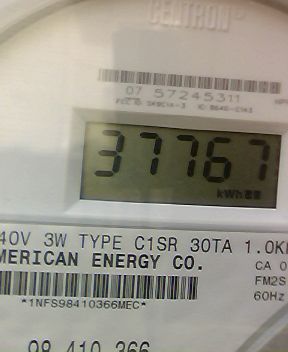 CENTRON
07 57245311
37767
kWh
40V 3W TYPE C1SR 30TA 1.0K
MERICAN ENERGY CO.
CA 0
FM2S
60Hz
*1NFS98410366MEC*
98 410 366